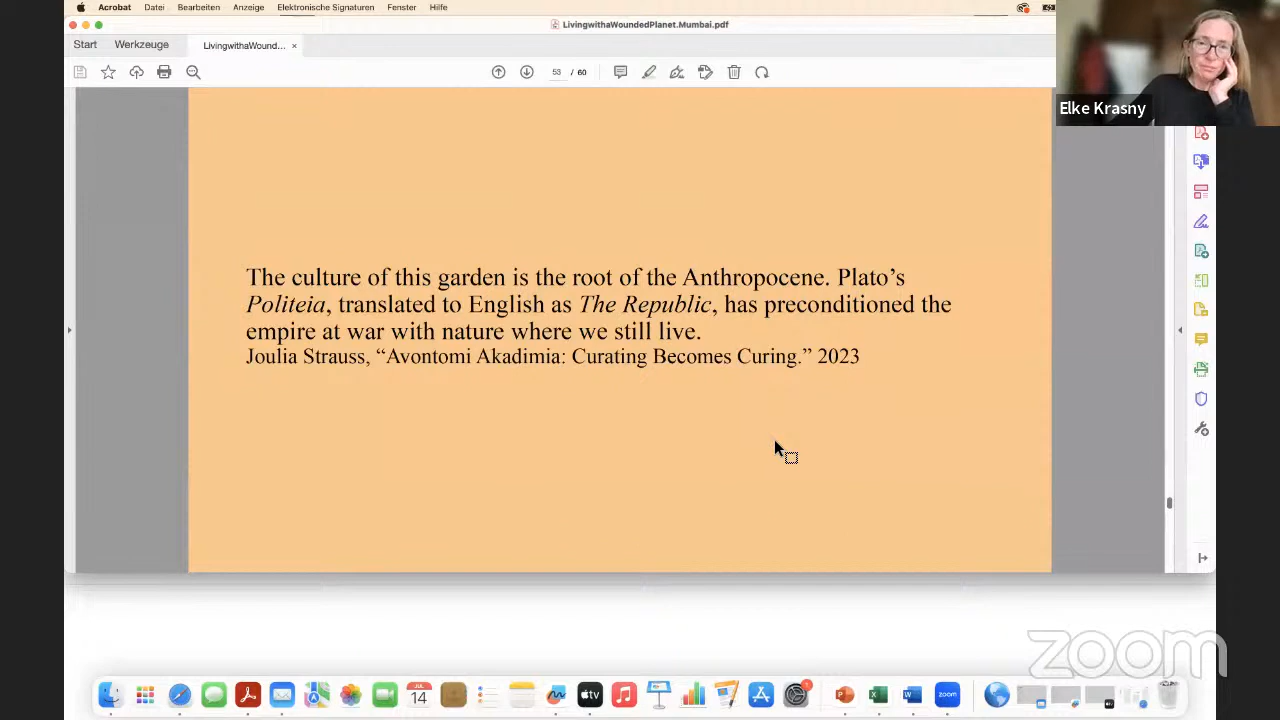 Acrobat Datei Bearbeiten Anzeige Elektronische Signaturen Fenster Hilfe
LivingwithaWoundedPlanet.Mumbai.pdf
Start Werkzeuge LivingwithaWound... ×
53 / 60
Elke Krasny
The culture of this garden is the root of the Anthropocene. Plato’s
Politeia, translated to English as The Republic, has preconditioned the
empire at war with nature where we still live.
Joulia Strauss, “Avontomi Akadimia: Curating Becomes Curing.” 2023
zoom
JUL
14
tv
zoom